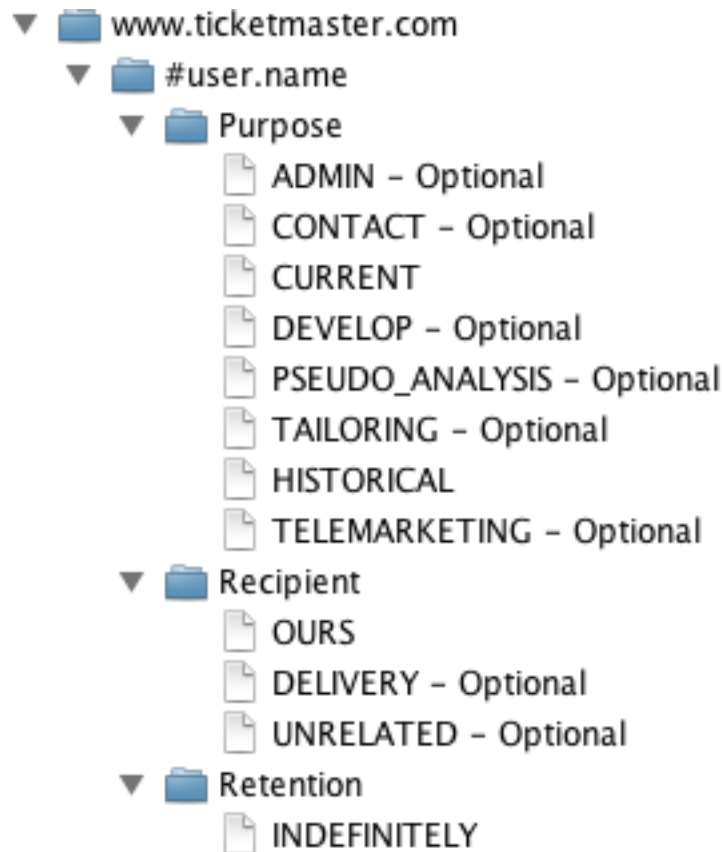 www.ticketmaster.com
#user.name
Purpose
ADMIN – Optional
CONTACT – Optional
CURRENT
DEVELOP – Optional
PSEUDO_ANALYSIS – Optional
TAILORING – Optional
HISTORICAL
TELEMARKETING – Optional
Recipient
OURS
DELIVERY – Optional
UNRELATED – Optional
Retention
INDEFINITELY